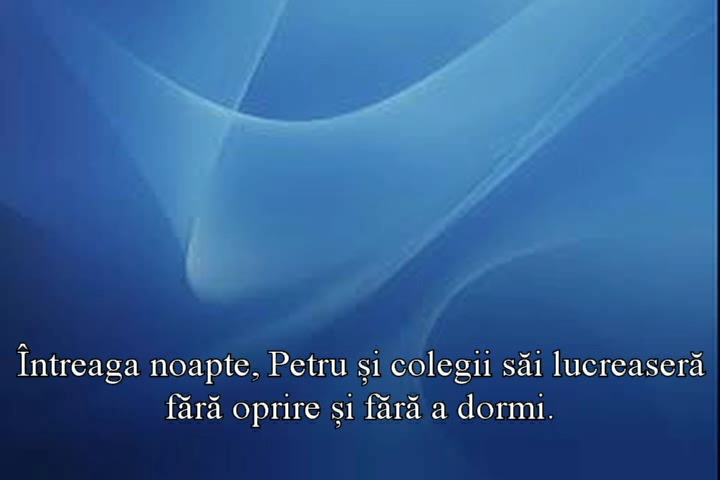 Întreaga noapte, Petru și colegii săi lucreaseră
fără oprire și fără a dormi.